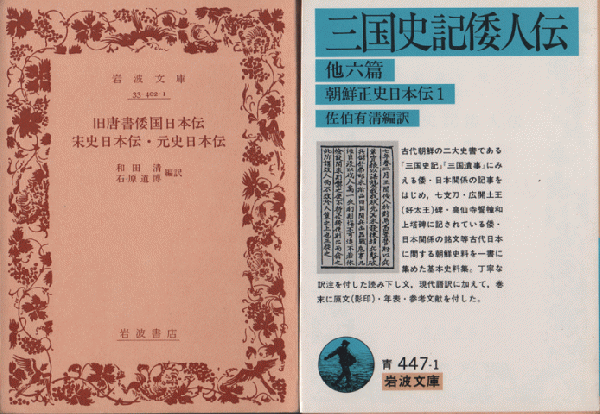 岩波文庫
33-402-1
旧唐書倭国日本伝
宋史日本伝・元史日本伝
和田清
石原道博
編訳
岩波書店
三国史記倭人伝
他六篇
朝鮮正史日本伝1
佐伯有清編訳
古代朝鮮の二大史書である
『三国史記』『三国遺事』にみ
える倭・日本関係の記事を
はじめ,七支刀・広開土王
(好太王)碑・皇仙寺誓幢和
上塔碑に記されている倭・
日本関係の銘文等古代日本
に関する朝鮮史料を一書に
集めた基本史料集。丁寧な
訳注を付した読み下し文,現代語訳に加えて,巻
末に原文(影印)・年表・参考文献を付した。
青 447-1
岩波文庫